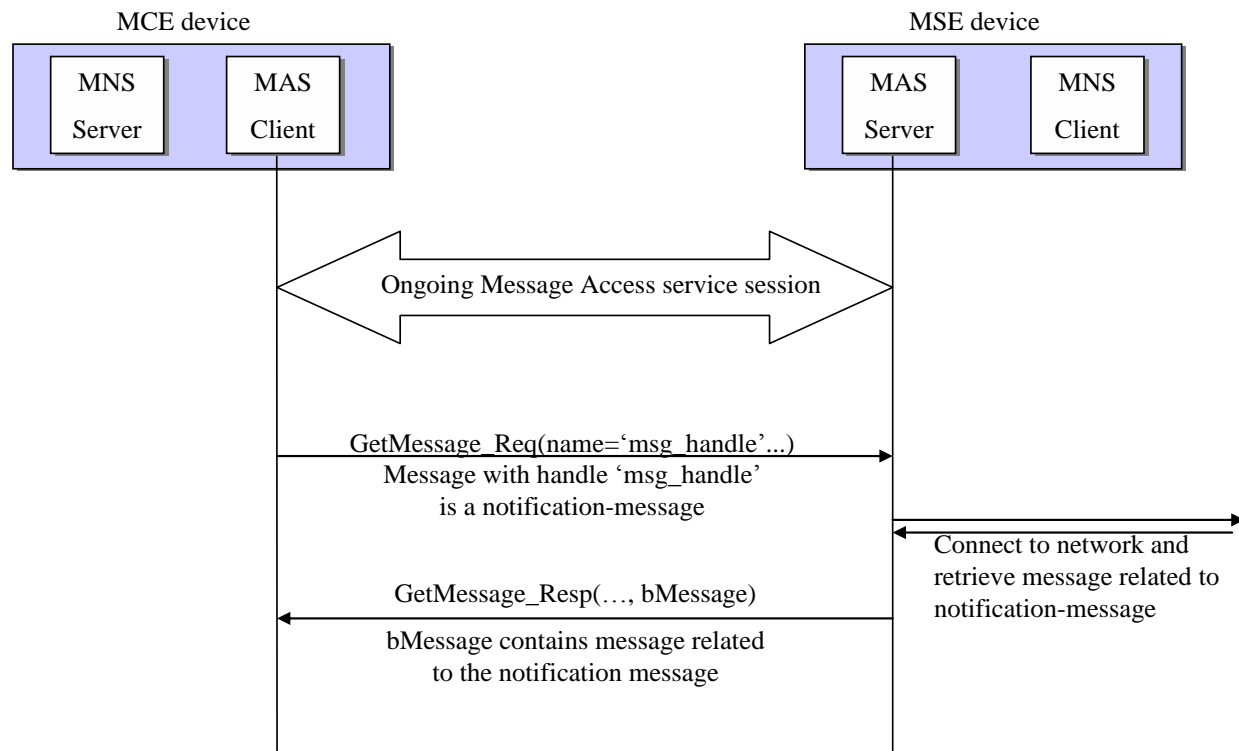 MCE device
MSE device
MNS
Server
MAS
Client
MAS
Server
MNS
Client
Ongoing Message Access service session
GetMessage_Req(name=‘msg_handle’...)
Message with handle ‘msg_handle’
is a notification-message
Connect to network and
retrieve message related to
notification-message
GetMessage_Resp(…, bMessage)
bMessage contains message related
to the notification message